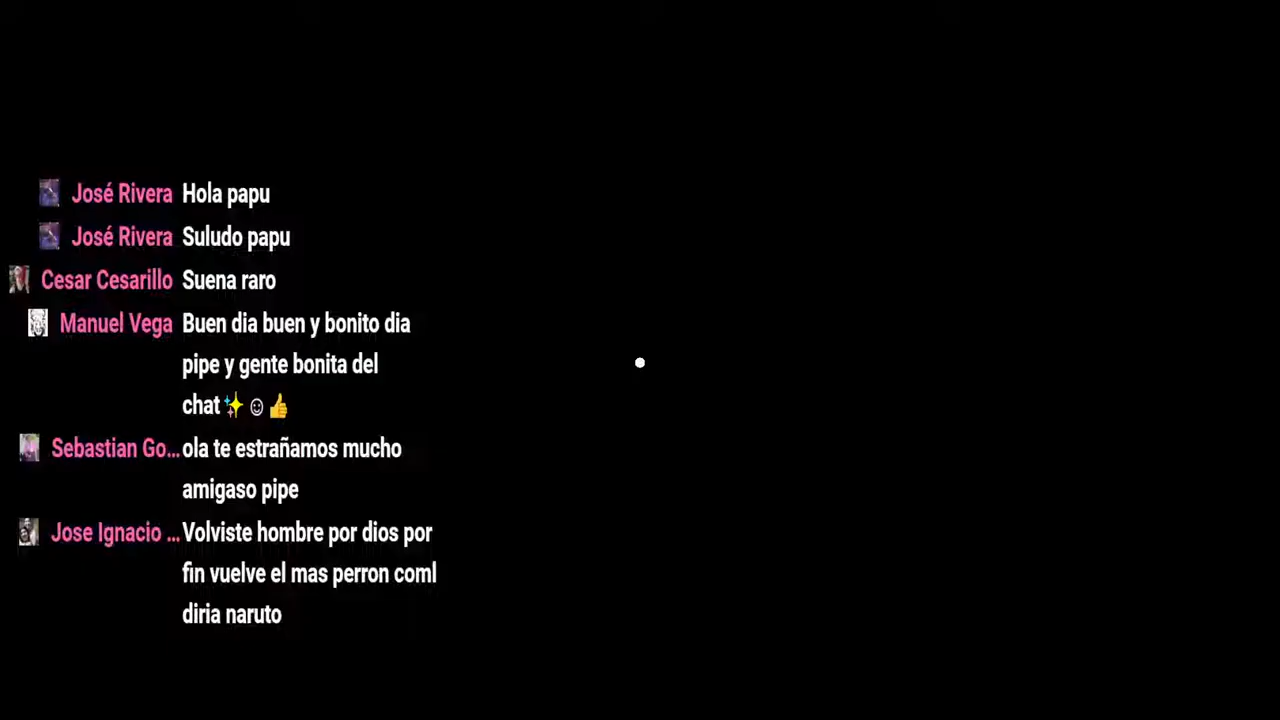 José Rivera Hola papu
José Rivera Suludo papu
Cesar Cesarillo Suena raro
Manuel Vega Buen dia buen y bonito dia
pipe y gente bonita del
chat✨☺👍
Sebastian Go... ola te estrañamos mucho
amigaso pipe
Jose Ignacio ... Volviste hombre por dios por
fin vuelve el mas perron coml
diria naruto